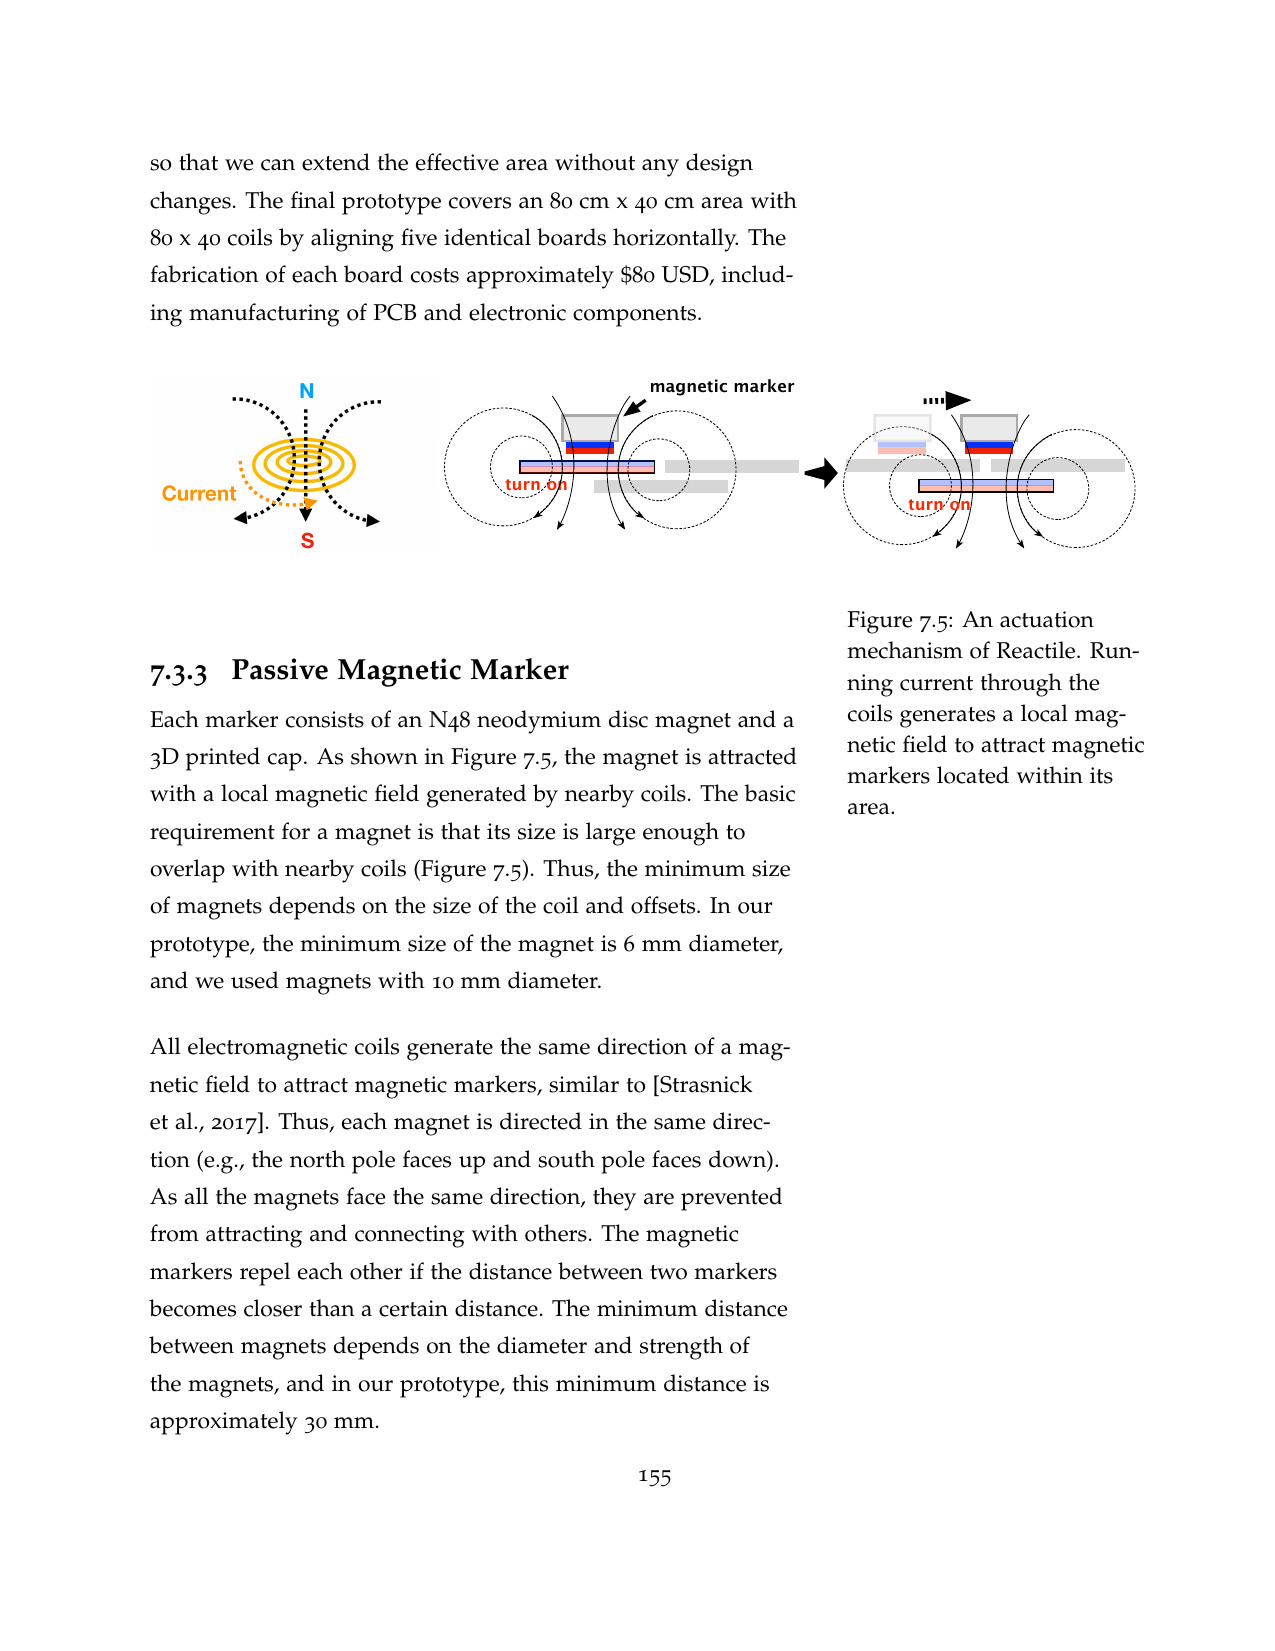 so that we can extend the effective area without any design
changes. The final prototype covers an 80 cm x 40 cm area with
80 x 40 coils by aligning five identical boards horizontally. The
fabrication of each board costs approximately $80 USD, includ-
ing manufacturing of PCB and electronic components.
N
Current
S
magnetic marker
turn on
turn on
Figure 7.5: An actuation
mechanism of Reactile. Run-
ning current through the
coils generates a local mag-
netic field to attract magnetic
markers located within its
area.
7.3.3 Passive Magnetic Marker
Each marker consists of an N48 neodymium disc magnet and a
3D printed cap. As shown in Figure 7.5, the magnet is attracted
with a local magnetic field generated by nearby coils. The basic
requirement for a magnet is that its size is large enough to
overlap with nearby coils (Figure 7.5). Thus, the minimum size
of magnets depends on the size of the coil and offsets. In our
prototype, the minimum size of the magnet is 6 mm diameter,
and we used magnets with 10 mm diameter.
All electromagnetic coils generate the same direction of a mag-
netic field to attract magnetic markers, similar to [Strasnick
et al., 2017]. Thus, each magnet is directed in the same direc-
tion (e.g., the north pole faces up and south pole faces down).
As all the magnets face the same direction, they are prevented
from attracting and connecting with others. The magnetic
markers repel each other if the distance between two markers
becomes closer than a certain distance. The minimum distance
between magnets depends on the diameter and strength of
the magnets, and in our prototype, this minimum distance is
approximately 30 mm.
155